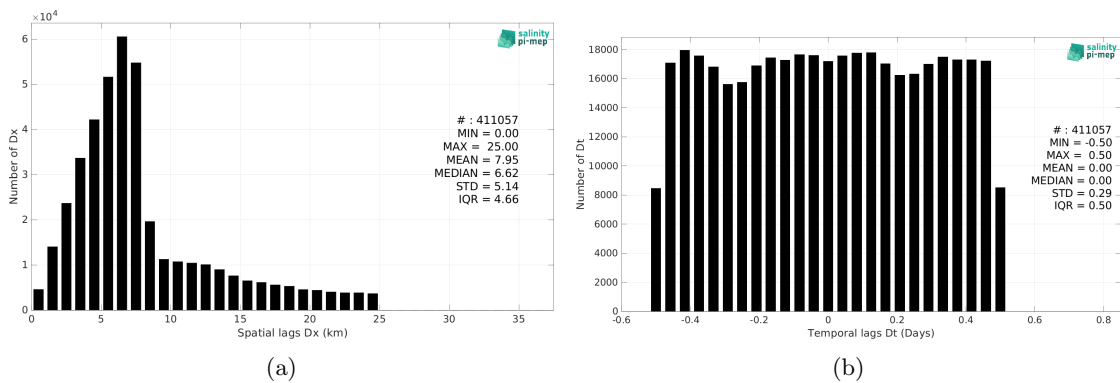 ×10⁴
6
5
4
3
2
1
0
Number of Dx
0 5 10 15 20 25 30 35
Spatial lags Dx (km)
salinity
pi-mep
# : 411057
MIN = 0.00
MAX = 25.00
MEAN = 7.95
MEDIAN = 6.62
STD = 5.14
IQR = 4.66
(a)
18000
16000
14000
12000
10000
8000
6000
4000
2000
0
Number of Dt
-0.6 -0.4 -0.2 0 0.2 0.4 0.6 0.8
Temporal lags Dt (Days)
salinity
pi-mep
# : 411057
MIN = -0.50
MAX = 0.50
MEAN = 0.00
MEDIAN = 0.00
STD = 0.29
IQR = 0.50
(b)